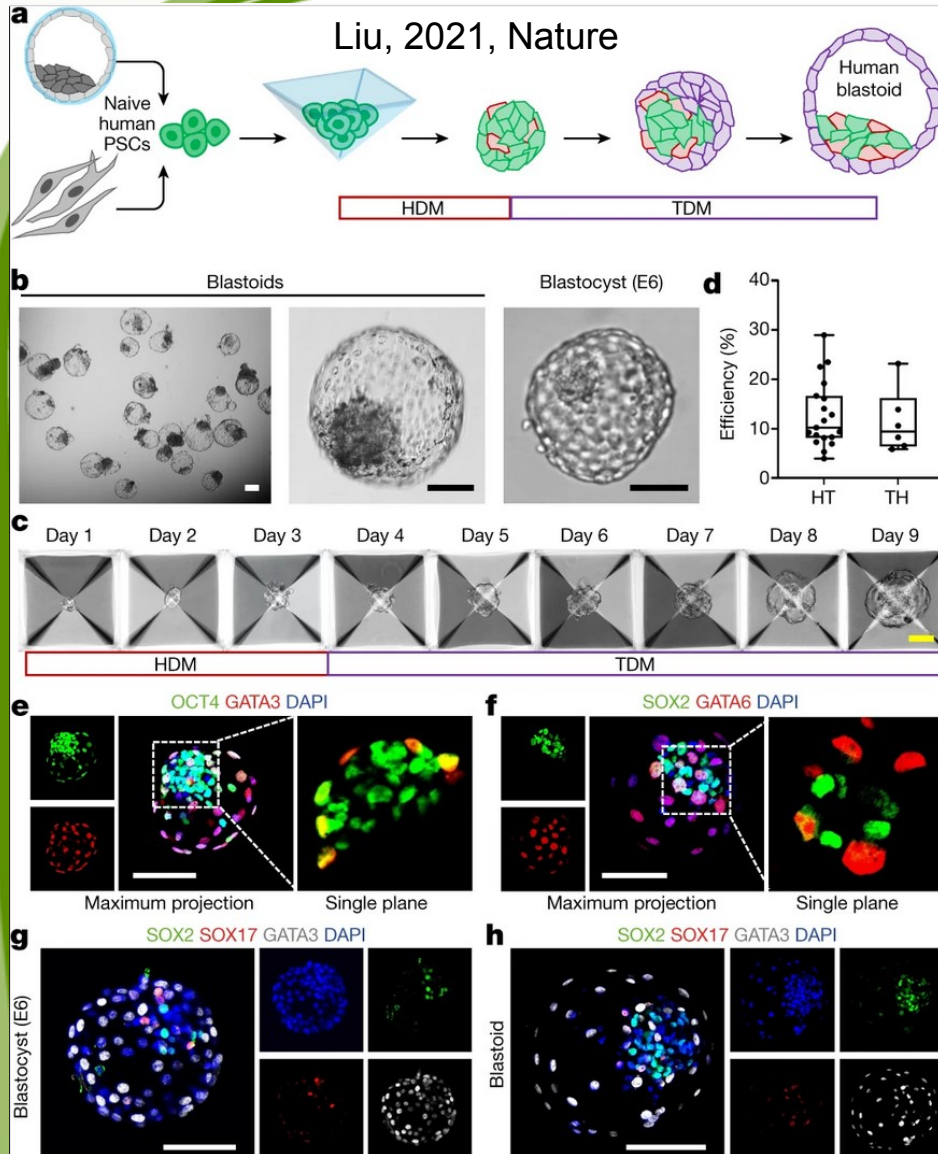 a
Liu, 2021, Nature
Naive
human
PSCs
Human
blastoid
HDM
TDM
b
Blastoids
Blastocyst (E6)
d
Efficiency (%)
40
30
20
10
0
HT
TH
c
Day 1
Day 2
Day 3
Day 4
Day 5
Day 6
Day 7
Day 8
Day 9
HDM
TDM
e
OCT4 GATA3 DAPI
Maximum projection
Single plane
f
SOX2 GATA6 DAPI
Maximum projection
Single plane
g
SOX2 SOX17 GATA3 DAPI
Blastocyst (E6)
h
SOX2 SOX17 GATA3 DAPI
Blastoid